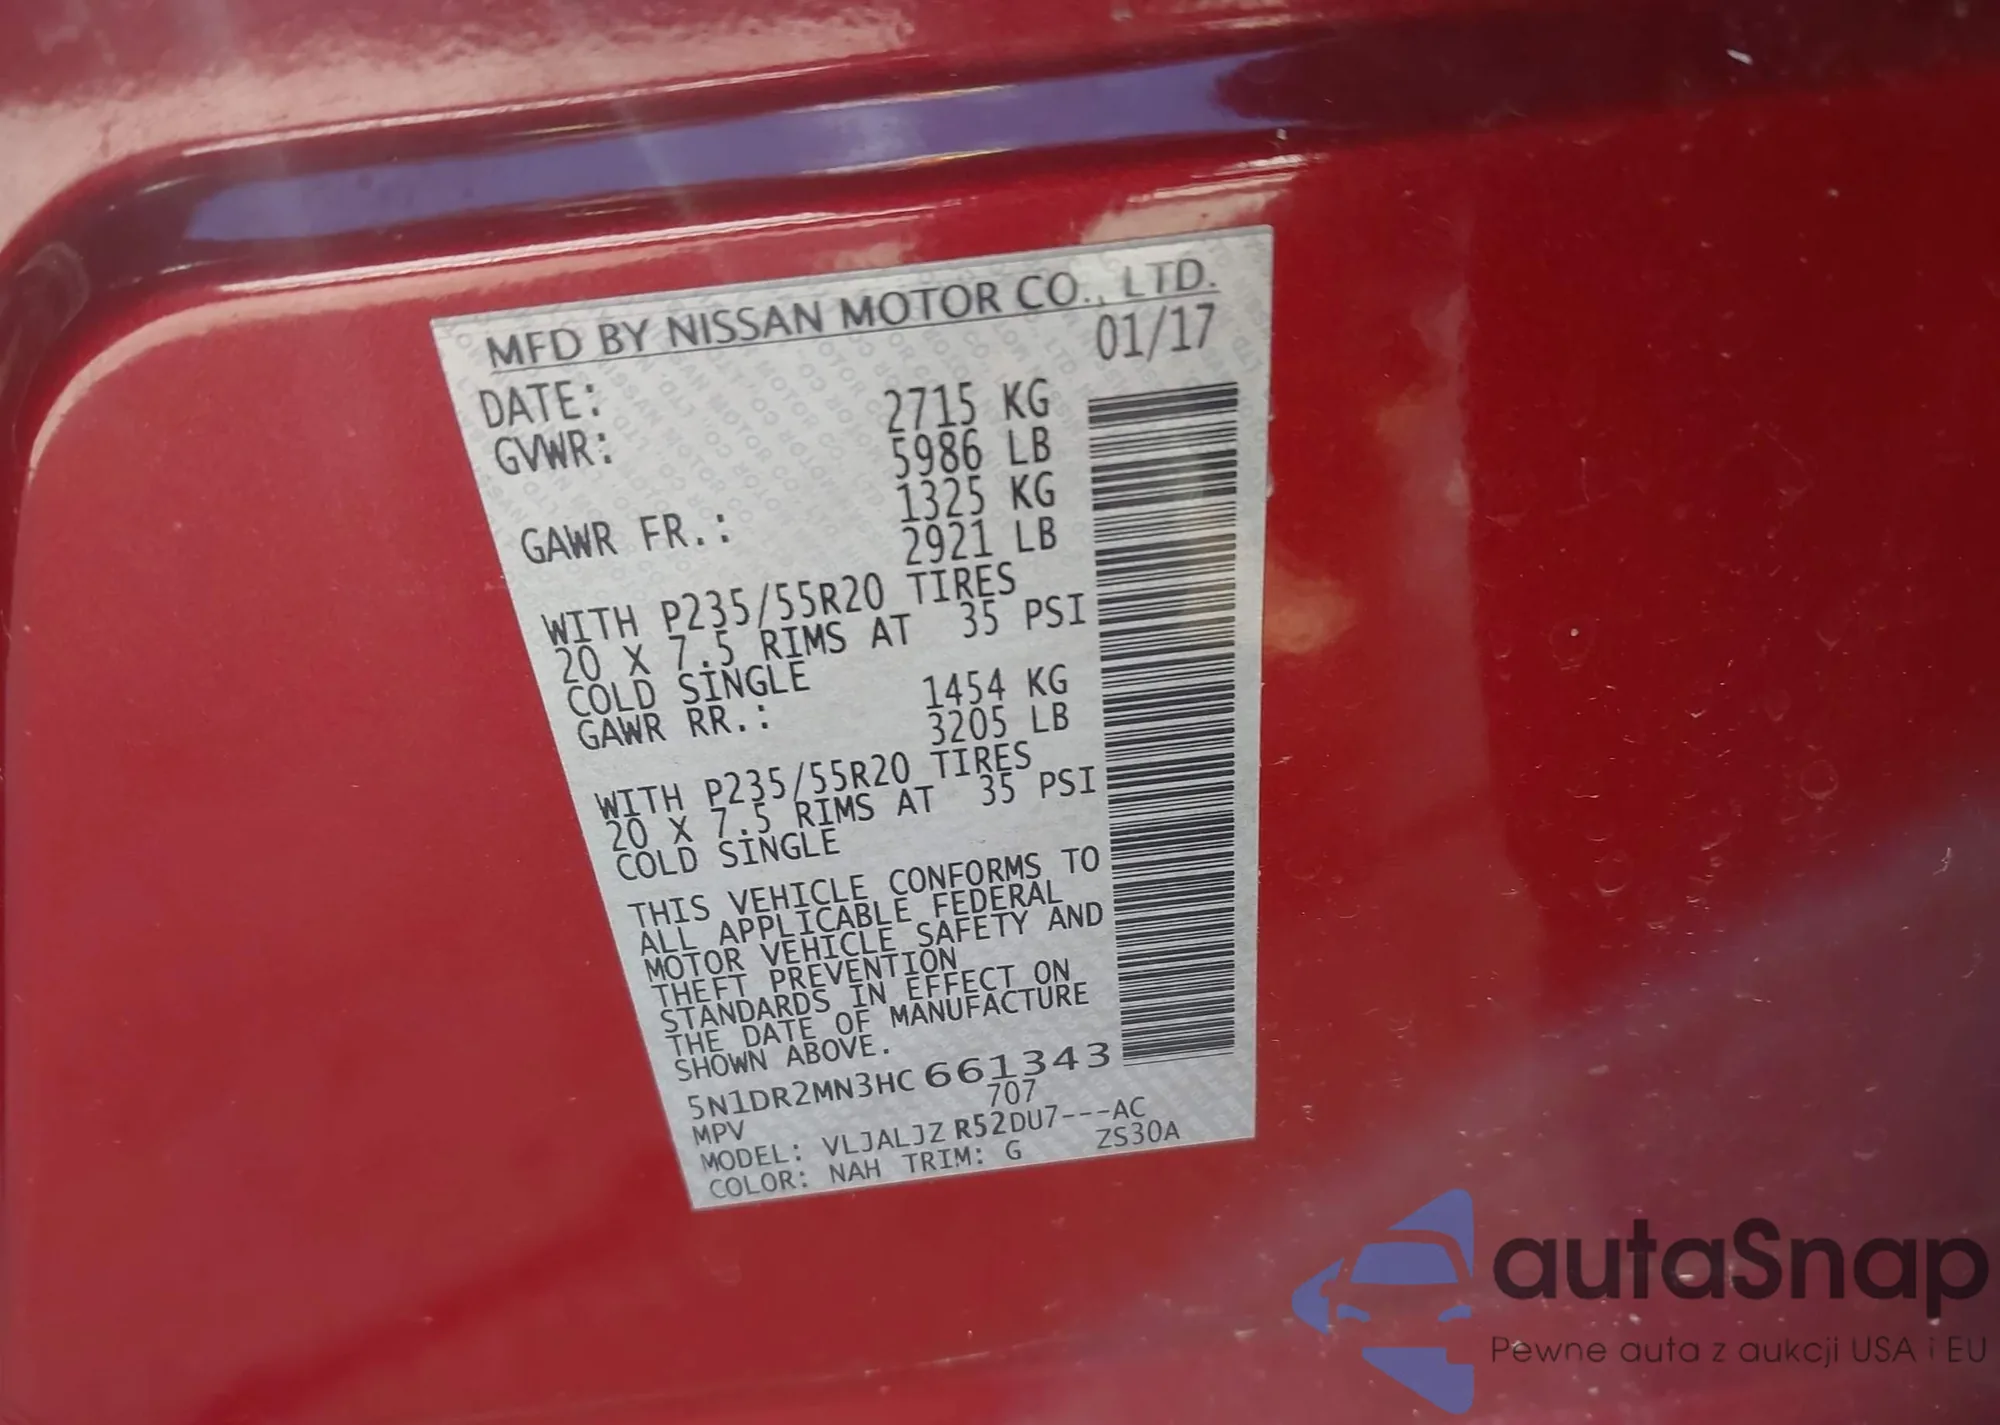 MFD BY NISSAN MOTOR CO., LTD.
DATE: 01/17
GVWR: 2715 KG
5986 LB
GAWR FR.: 1325 KG
2921 LB
WITH P235/55R20 TIRES
20 X 7.5 RIMS AT 35 PSI
COLD SINGLE
GAWR RR.: 1454 KG
3205 LB
WITH P235/55R20 TIRES
20 X 7.5 RIMS AT 35 PSI
COLD SINGLE
THIS VEHICLE CONFORMS TO
ALL APPLICABLE FEDERAL
MOTOR VEHICLE SAFETY AND
THEFT PREVENTION
STANDARDS IN EFFECT ON
THE DATE OF MANUFACTURE
SHOWN ABOVE.
5N1DR2MN3HC661343
MPV 707
MODEL: VLJALJZ R52DU7---AC
COLOR: NAH TRIM: G ZS30A
autaSnap
Pewne auta z aukcji USA i EU